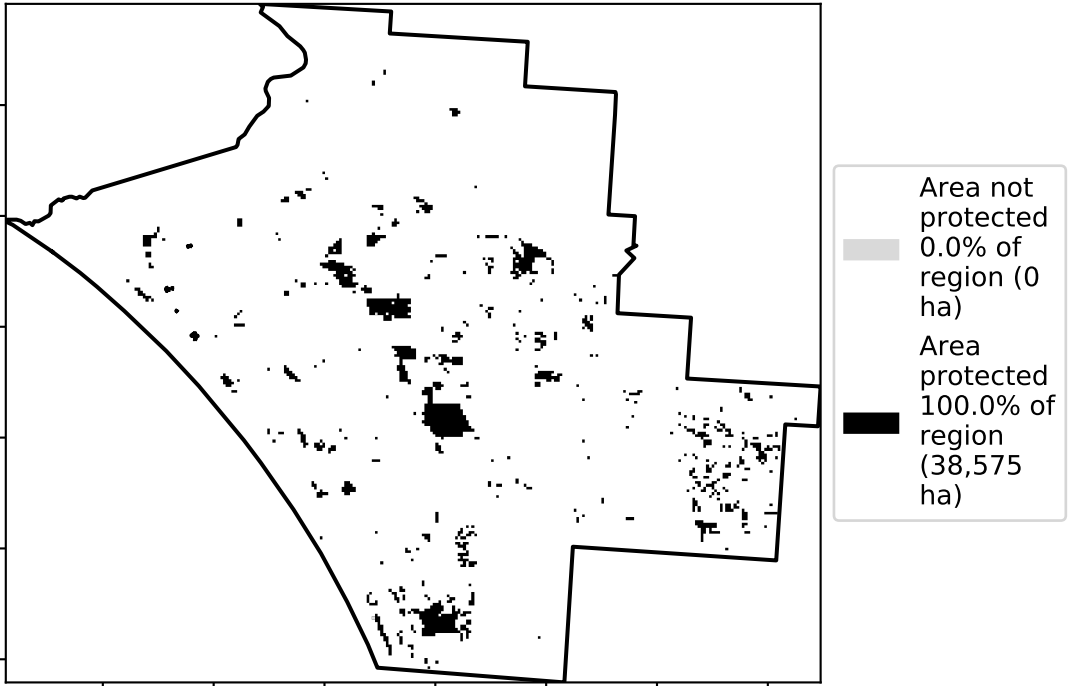 Area not
protected
0.0% of
region (0
ha)
Area
protected
100.0% of
region
(38,575
ha)